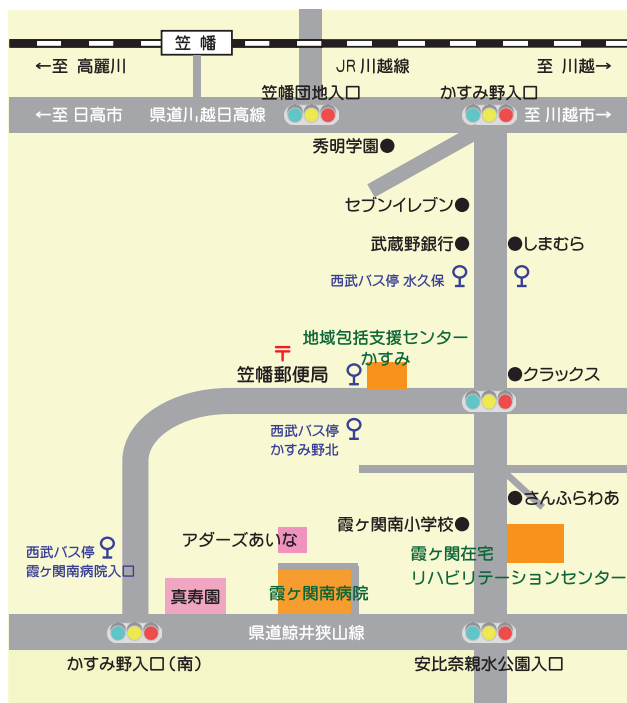 笠 幡
←至 高麗川
JR 川越線
至 川越→
笠幡団地入口
かすみ野入口
←至 日高市
県道川越日高線
至 川越市→
秀明学園
セブンイレブン
武蔵野銀行
しまむら
西武バス停 水久保
地域包括支援センター
かすみ
〒
笠幡郵便局
クラックス
西武バス停
かすみ野北
さんふらわあ
霞ヶ関南小学校
アダーズあいな
西武バス停
霞ヶ関南病院入口
霞ヶ関在宅
リハビリテーションセンター
真寿園
霞ヶ関南病院
県道鯨井狭山線
かすみ野入口（南）
安比奈親水公園入口